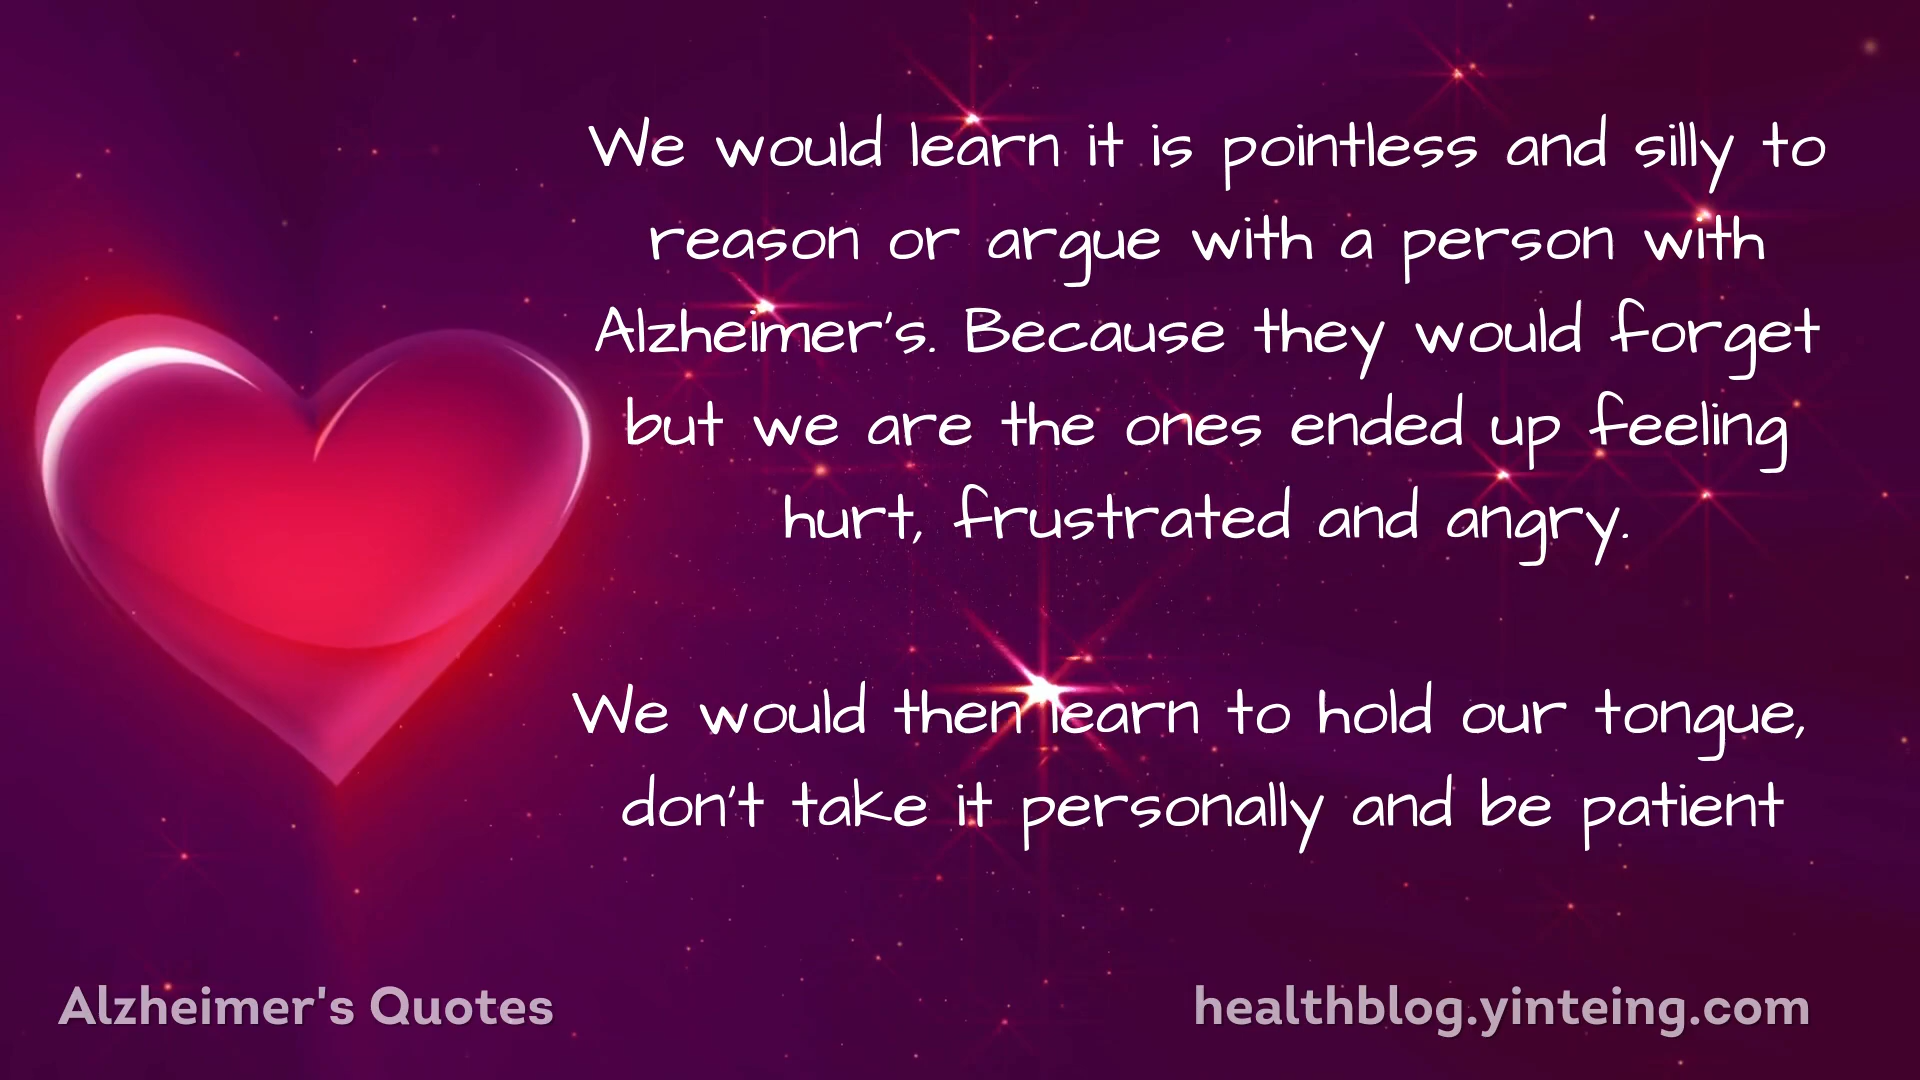 We would learn it is pointless and silly to
reason or argue with a person with
Alzheimer's. Because they would forget
but we are the ones ended up feeling
hurt, frustrated and angry.
We would then learn to hold our tongue,
don't take it personally and be patient
Alzheimer's Quotes
healthblog.yinteing.com